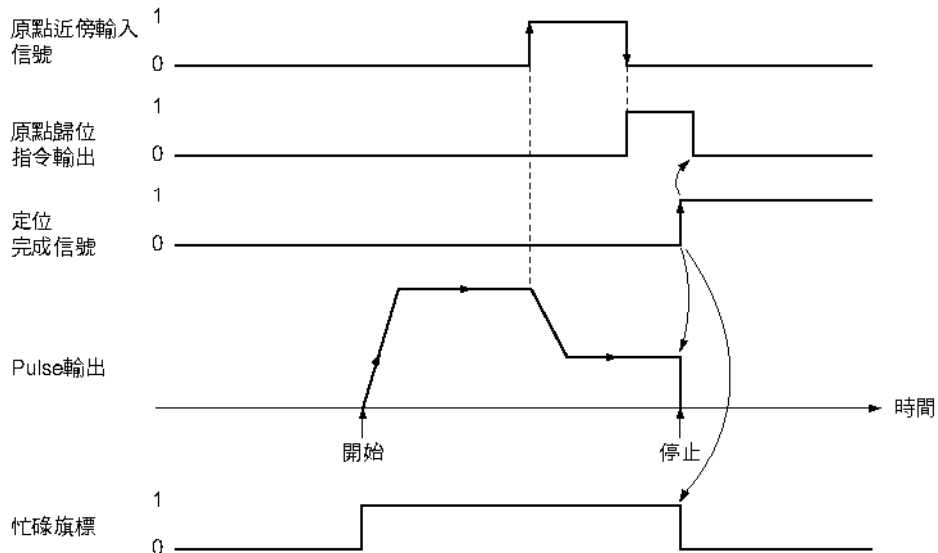 原點近傍輸入
信號
1
0
原點歸位
指令輸出
1
0
定位
完成信號
1
0
Pulse輸出
時間
開始
停止
忙碌旗標
1
0